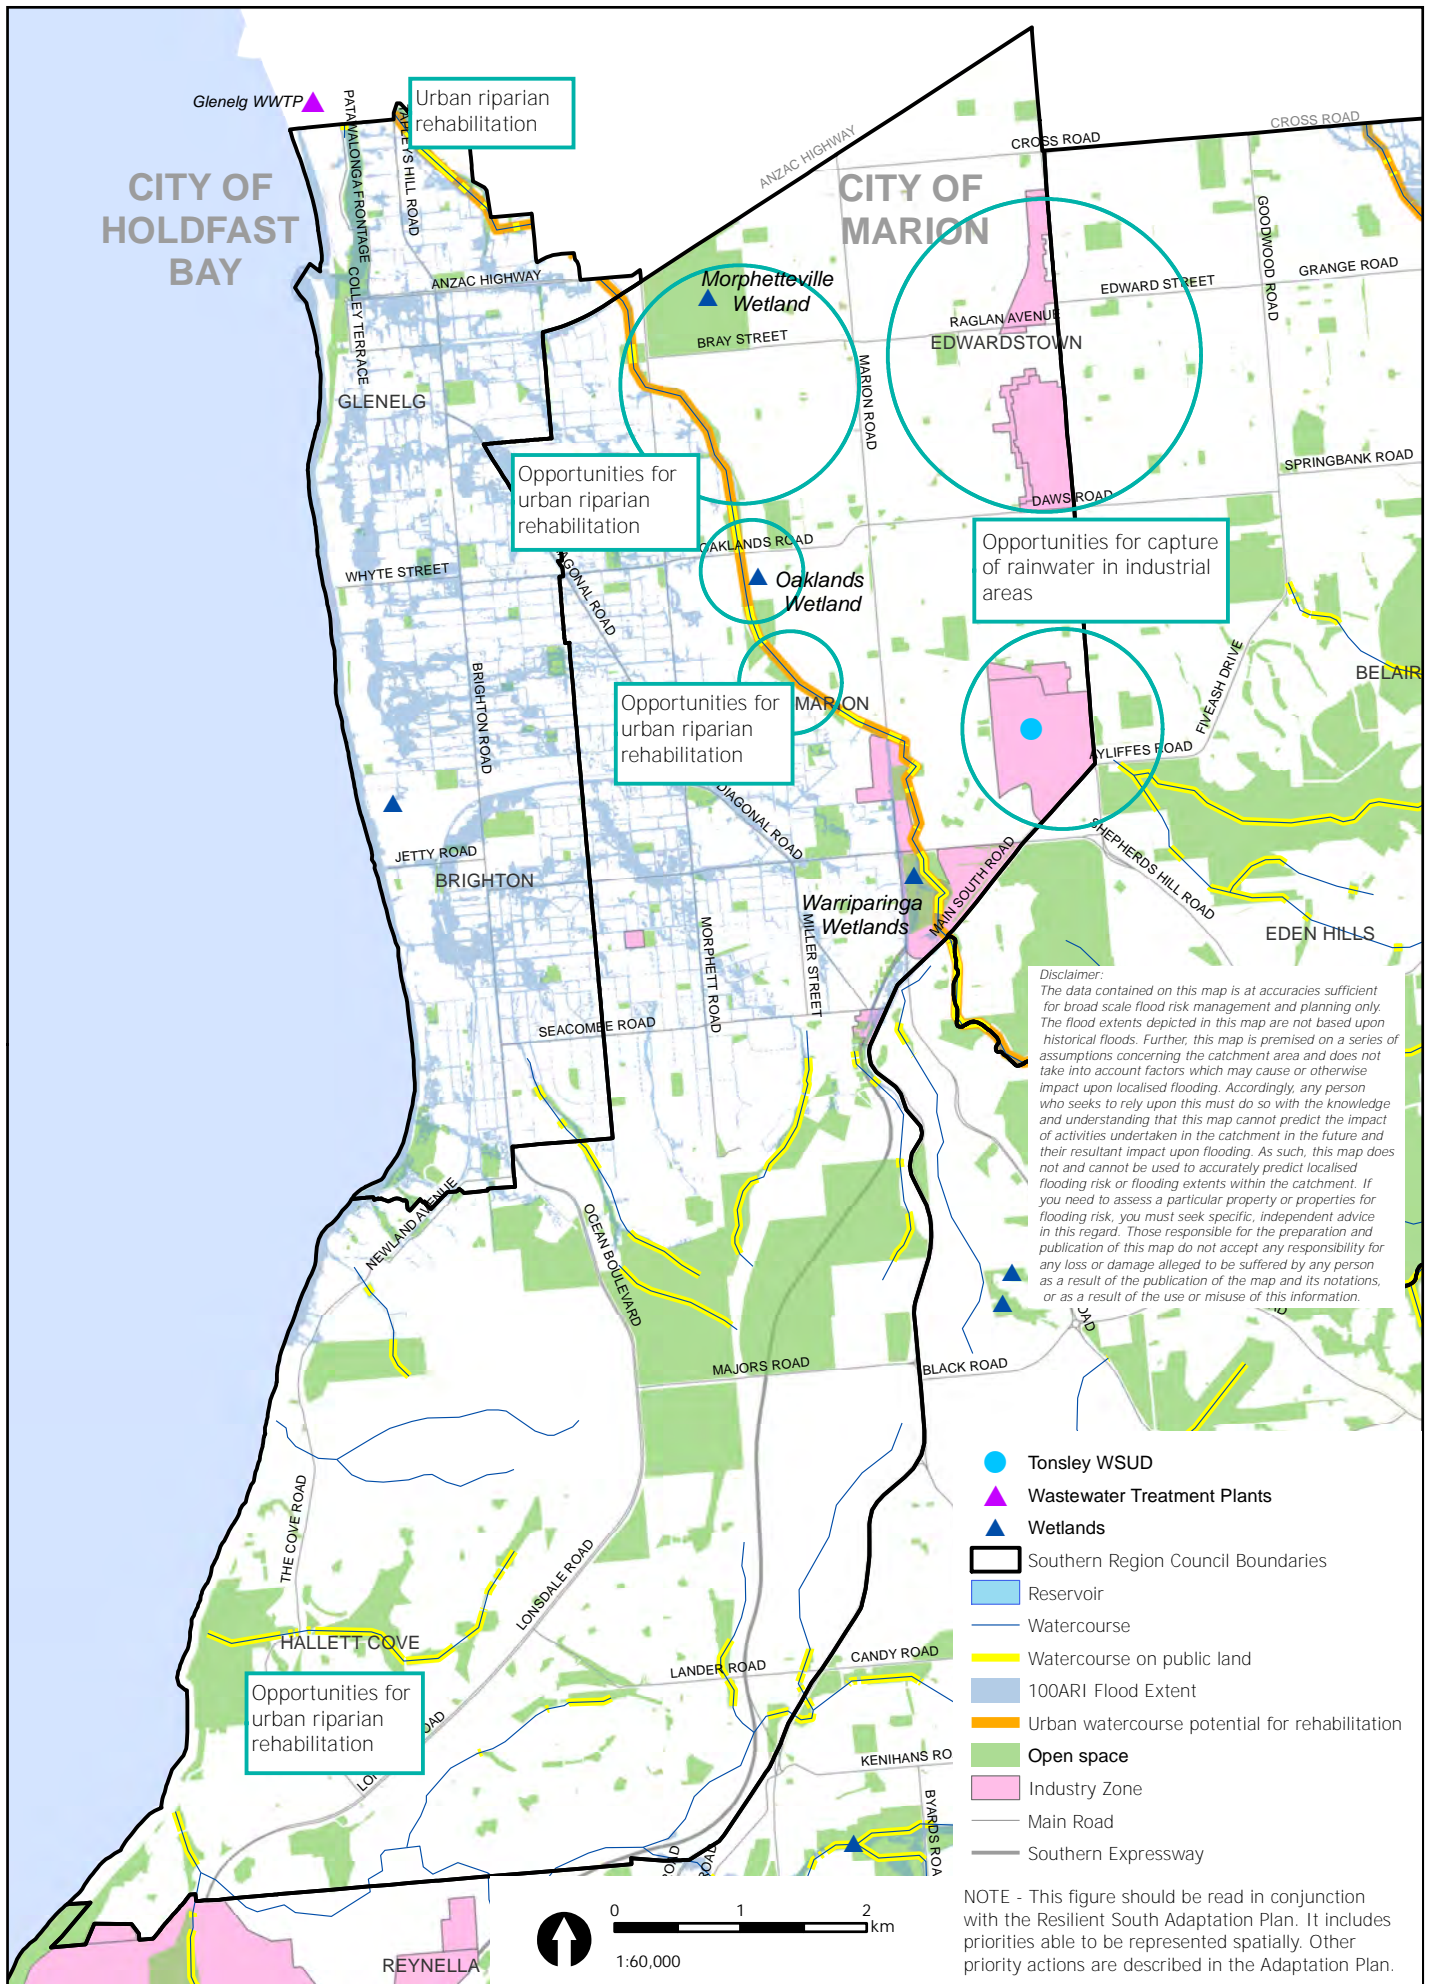 Glenelg WWTP
Urban riparian
rehabilitation
PATAWALONGA FRONTAGE
HILL ROAD
CITY OF
HOLDFAST
BAY
ANZAC HIGHWAY
CROSS ROAD
CROSS ROAD
CITY OF
MARION
GOODWOOD ROAD
ANZAC HIGHWAY
COLLEY TERRACE
Morphetteville
Wetland
EDWARD STREET
GRANGE ROAD
RAGLAN AVENUE
EDWARDSTOWN
BRAY STREET
MARION ROAD
GLENELG
SPRINGBANK ROAD
Opportunities for
urban riparian
rehabilitation
DAWS ROAD
OAKLANDS ROAD
Opportunities for capture
of rainwater in industrial
areas
WHYTE STREET
AGONAL ROAD
Oaklands
Wetland
FIVEASH DRIVE
BELAIR
BRIGHTON ROAD
Opportunities for
urban riparian
rehabilitation
MARION
AYLIFFES ROAD
DIAGONAL ROAD
JETTY ROAD
BRIGHTON
SHEPHERDS HILL ROAD
MAIN SOUTH ROAD
Warriparinga
Wetlands
EDEN HILLS
MORPHETT ROAD
MILLER STREET
SEACOMBE ROAD
Disclaimer:
The data contained on this map is at accuracies sufficient
for broad scale flood risk management and planning only.
The flood extents depicted in this map are not based upon
historical floods. Further, this map is premised on a series of
assumptions concerning the catchment area and does not
take into account factors which may cause or otherwise
impact upon localised flooding. Accordingly, any person
who seeks to rely upon this must do so with the knowledge
and understanding that this map cannot predict the impact
of activities undertaken in the catchment in the future and
their resultant impact upon flooding. As such, this map does
not and cannot be used to accurately predict localised
flooding risk or flooding extents within the catchment. If
you need to assess a particular property or properties for
flooding risk, you must seek specific, independent advice
in this regard. Those responsible for the preparation and
publication of this map do not accept any responsibility for
any loss or damage alleged to be suffered by any person
as a result of the publication of the map and its notations,
or as a result of the use or misuse of this information.
NEWLAND AVENUE
OCEAN BOULEVARD
OAD
MAJORS ROAD
BLACK ROAD
THE COVE ROAD
LONSDALE ROAD
HALLETT COVE
LANDER ROAD
CANDY ROAD
Opportunities for
urban riparian
rehabilitation
OAD
LO
KENIHANS RO
BYARDS ROA
OAD
ROAD
REYNELLA
Tonsley WSUD
Wastewater Treatment Plants
Wetlands
Southern Region Council Boundaries
Reservoir
Watercourse
Watercourse on public land
100ARI Flood Extent
Urban watercourse potential for rehabilitation
Open space
Industry Zone
Main Road
Southern Expressway
0 1 2
km
1:60,000
NOTE - This figure should be read in conjunction
with the Resilient South Adaptation Plan. It includes
priorities able to be represented spatially. Other
priority actions are described in the Adaptation Plan.